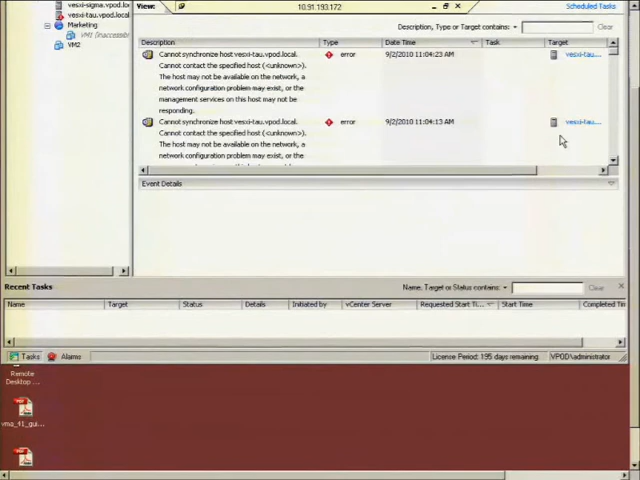 View:
10.91.193.172
Scheduled Tasks
vesxi-sigma.vpod.local
vesxi-tau.vpod.local
Marketing
VM1 (inaccessib
VM2
Description, Type or Target contains:
Clear
Description
Type
Date Time
Task
Target
Cannot synchronize host vesxi-tau.vpod.local.
Cannot contact the specified host (<unknown>).
The host may not be available on the network, a
network configuration problem may exist, or the
management services on this host may not be
responding.
error
9/2/2010 11:04:23 AM
vesxi-tau...
Cannot synchronize host vesxi-tau.vpod.local.
Cannot contact the specified host (<unknown>).
The host may not be available on the network, a
network configuration problem may exist, or the
error
9/2/2010 11:04:13 AM
vesxi-tau...
Event Details
Recent Tasks
Name, Target or Status contains:
Clear
Name
Target
Status
Details
Initiated by
vCenter Server
Requested Start Ti...
Start Time
Completed Tim
Tasks
Alarms
License Period: 195 days remaining
VPOD\administrator
Remote
Desktop ...
PDF
vma_41_gui...
PDF